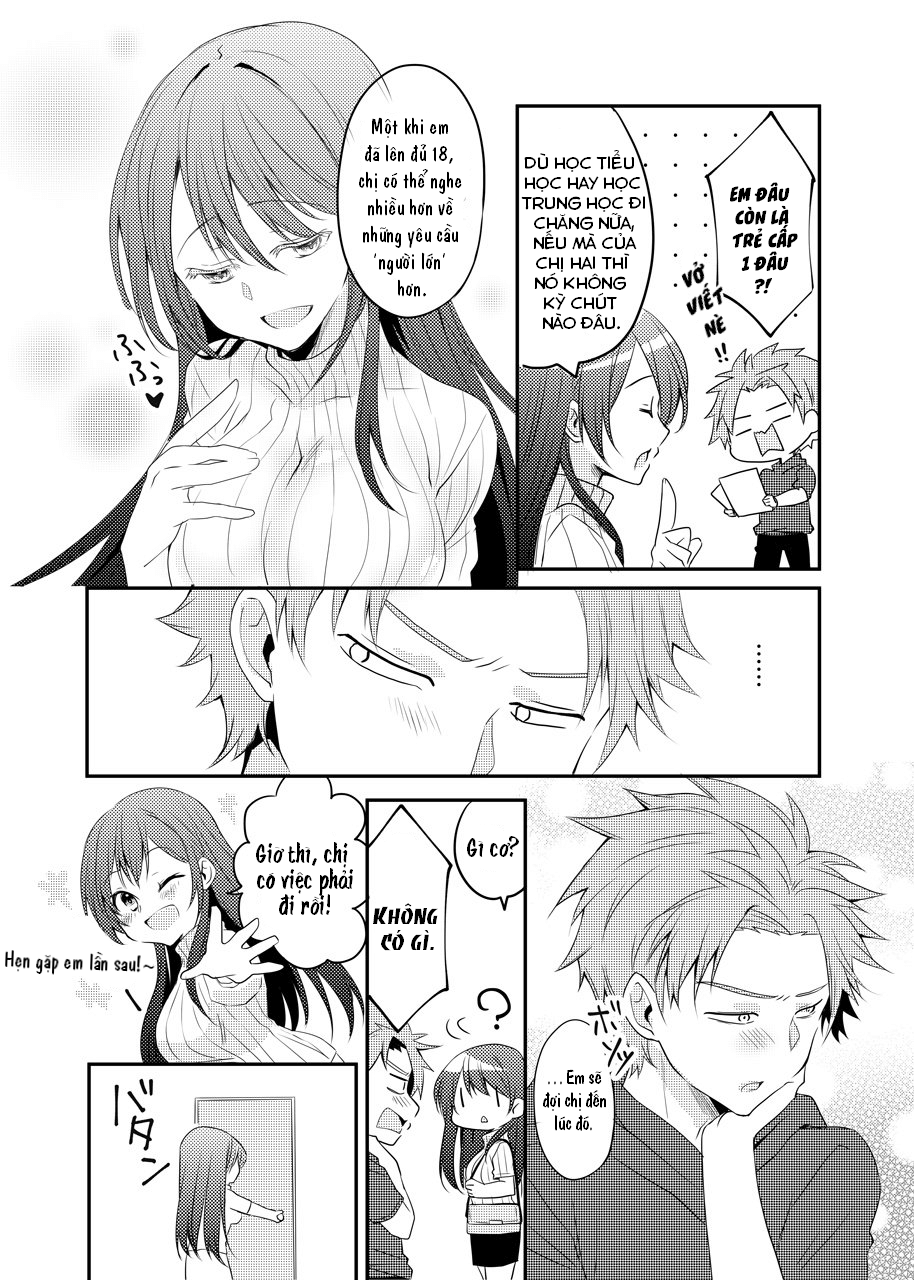 EM ĐÂU
CÒN LÀ
TRẺ CẤP
1 ĐÂU
?!
VỞ
VIẾT
NÈ
!!
DÙ HỌC TIỂU
HỌC HAY HỌC
TRUNG HỌC ĐI
CHĂNG NỮA,
NẾU MÀ CỦA
CHỊ HAI THÌ
NÓ KHÔNG
KỲ CHÚT
NÀO ĐÂU.
Một khi em
đã lên đủ 18,
chị có thể nghe
nhiều hơn về
những yêu cầu
'người lớn'
hơn.
ふふっ♥
......
... Em sẽ
đợi chị đến
lúc đó.
ボソッ
Gì cơ?
KHÔNG
CÓ GÌ.
?
Giờ thì, chị
có việc phải
đi rồi!
Hẹn gặp em lần sau!~
バタン